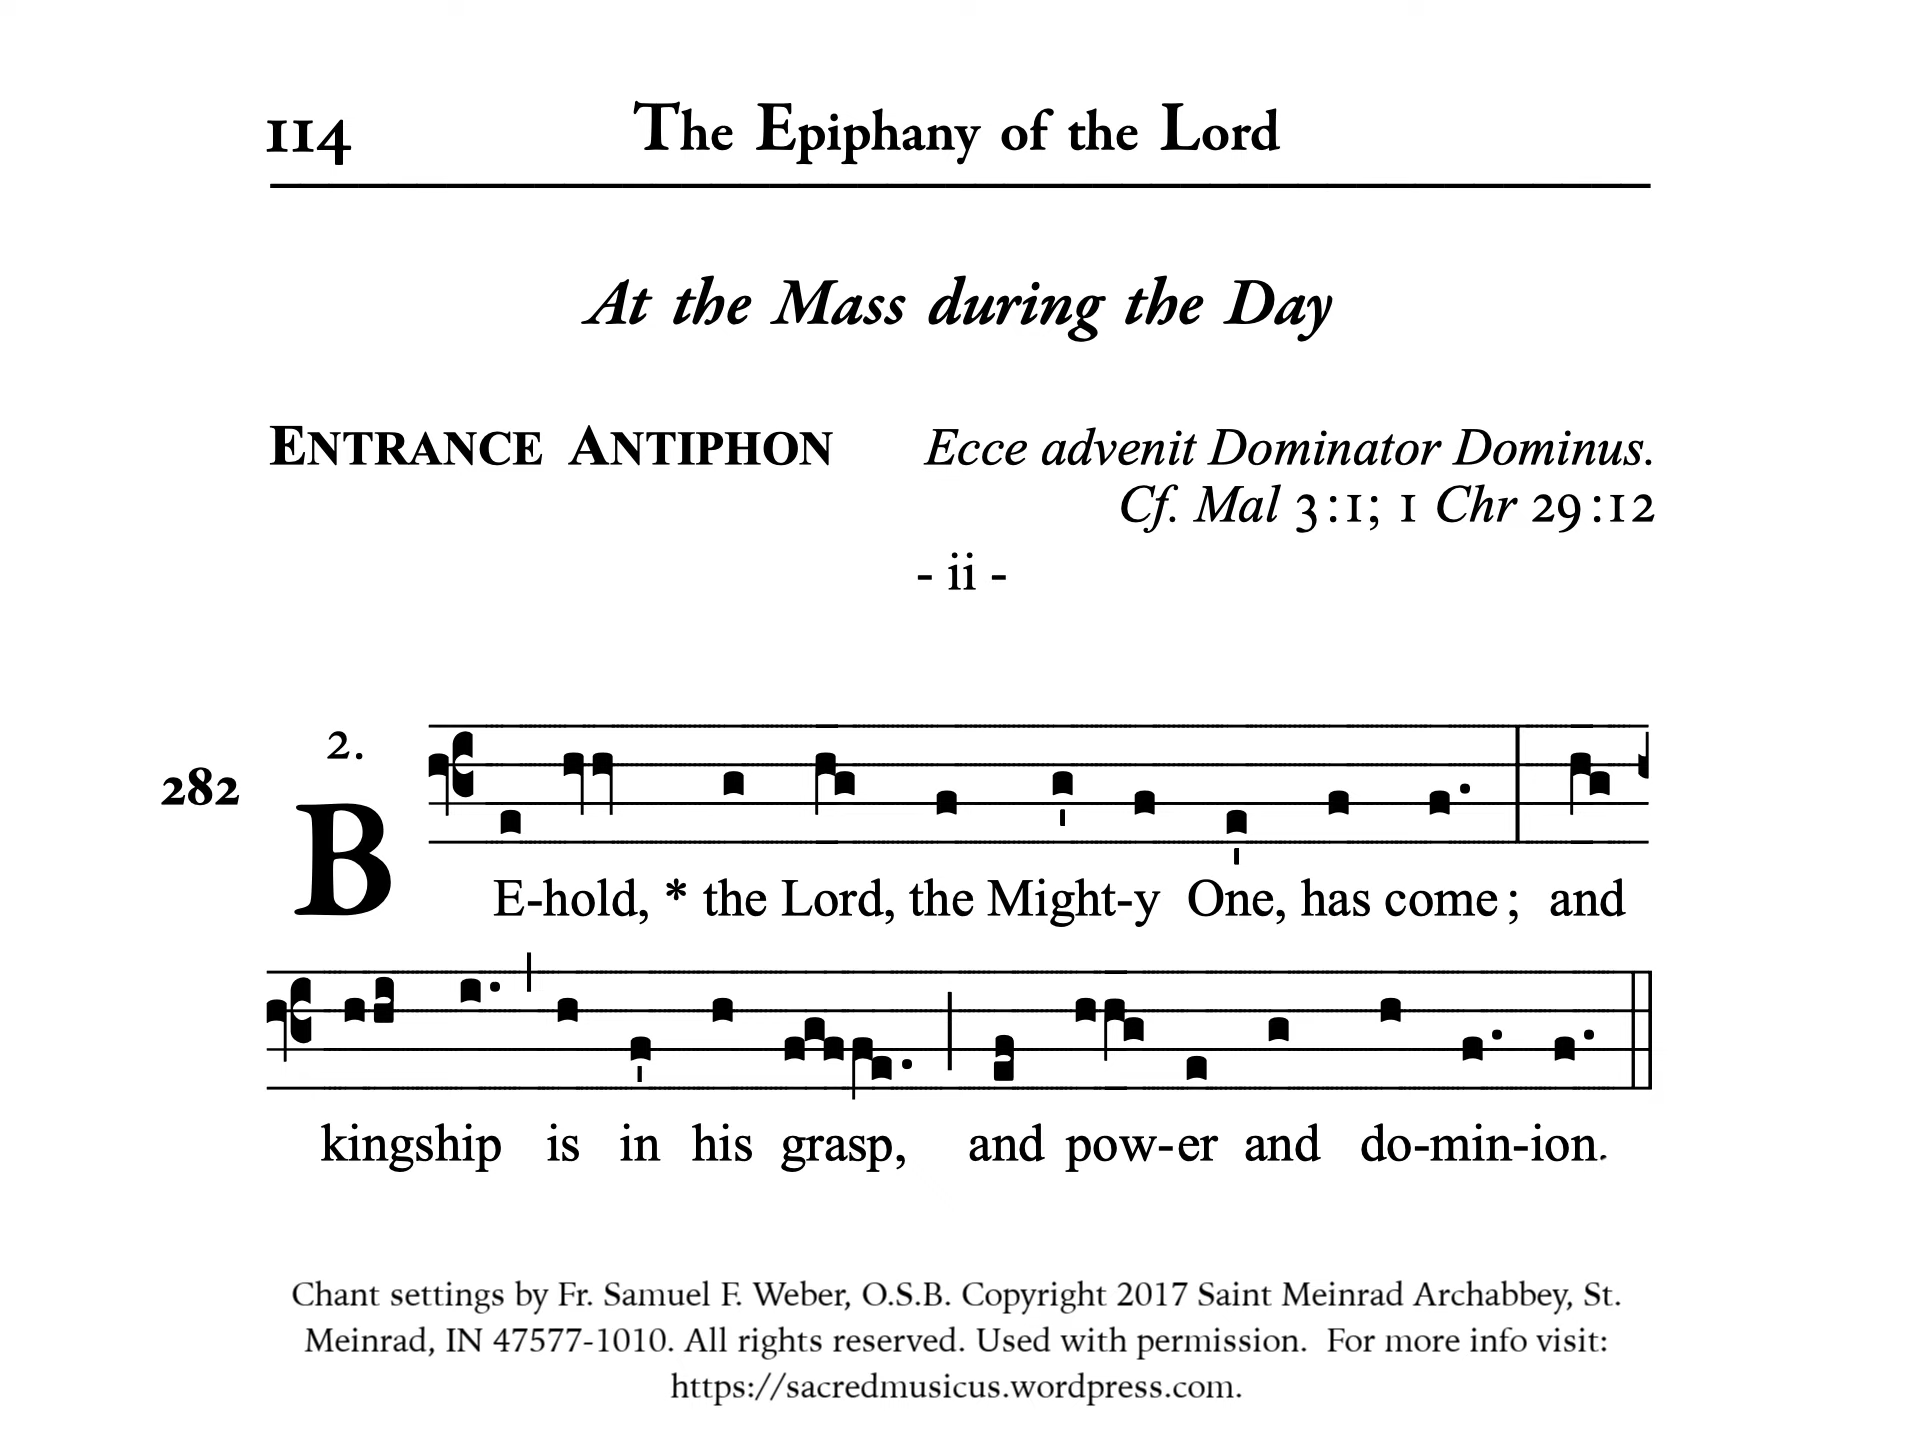 114 The Epiphany of the Lord
At the Mass during the Day
ENTRANCE ANTIPHON Ecce advenit Dominator Dominus.
Cf. Mal 3:1; 1 Chr 29:12
- ii -
2.
282
BE-hold, * the Lord, the Might-y One, has come; and
kingship is in his grasp, and pow-er and do-min-ion.
Chant settings by Fr. Samuel F. Weber, O.S.B. Copyright 2017 Saint Meinrad Archabbey, St.
Meinrad, IN 47577-1010. All rights reserved. Used with permission. For more info visit:
https://sacredmusicus.wordpress.com.